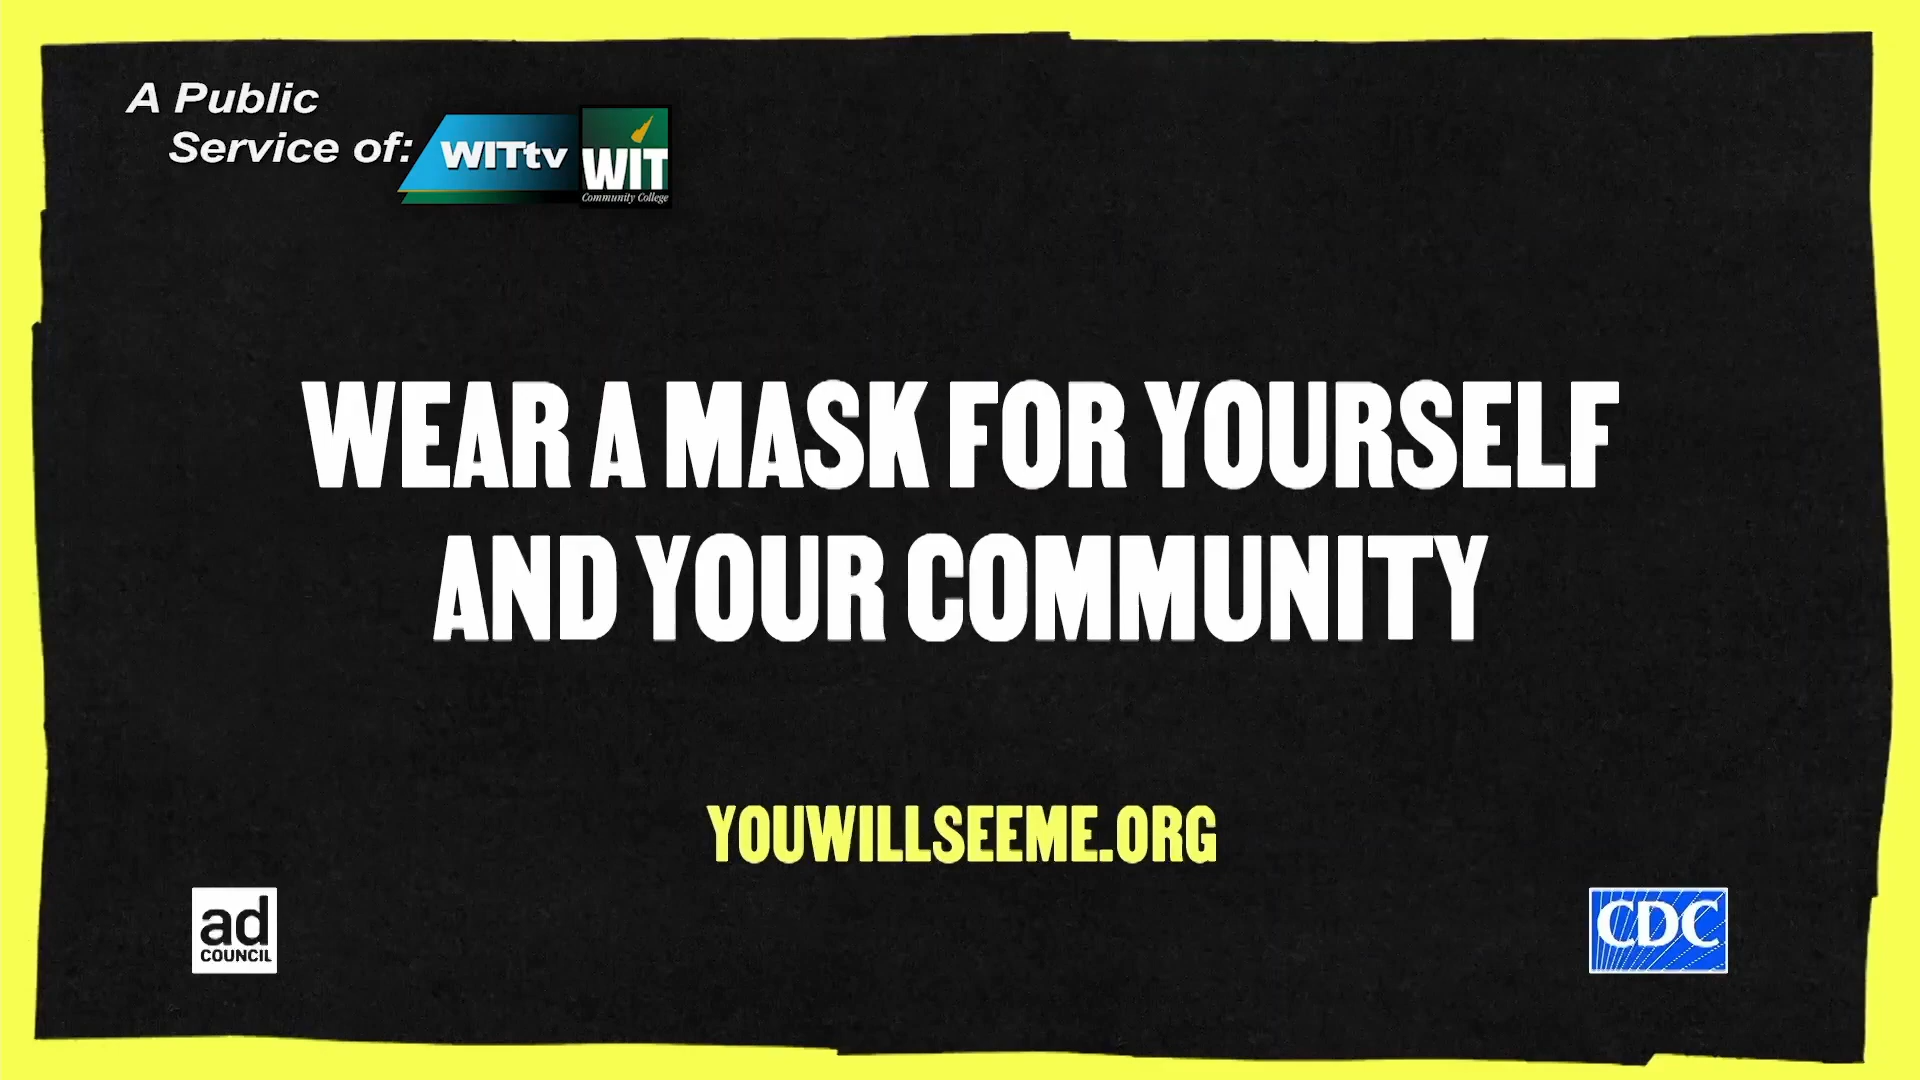 A Public
Service of:
WITtv
WIT
Community College
WEAR A MASK FOR YOURSELF
AND YOUR COMMUNITY
YOUWILLSEEME.ORG
ad
COUNCIL
CDC